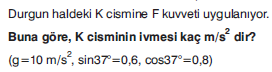 Durgun haldeki K cismine F kuvveti uygulanıyor.
Buna göre, K cisminin ivmesi kaç m/s² dir?
(g=10 m/s², sin37°=0,6, cos37°=0,8)